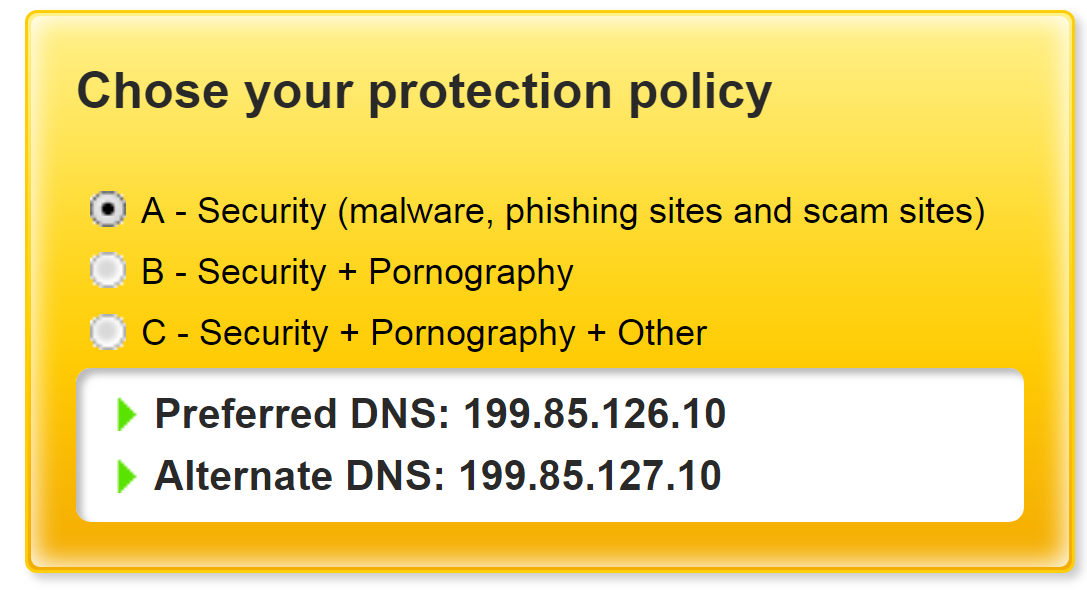 Chose your protection policy
A - Security (malware, phishing sites and scam sites)
B - Security + Pornography
C - Security + Pornography + Other
Preferred DNS: 199.85.126.10
Alternate DNS: 199.85.127.10